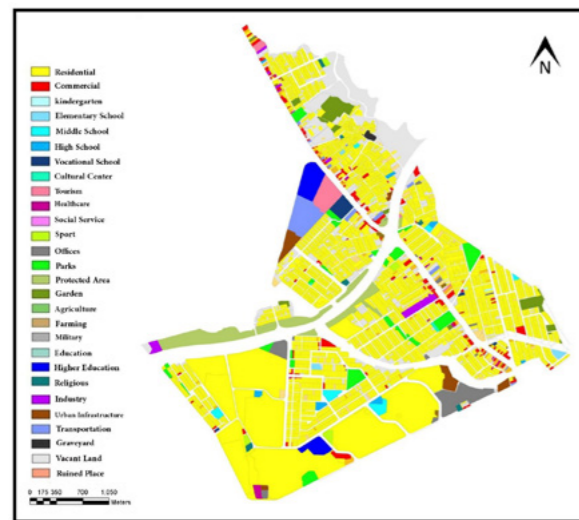 N
Residential
Commercial
kindergarten
Elementary School
Middle School
High School
Vocational School
Cultural Center
Tourism
Healthcare
Social Service
Sport
Offices
Parks
Protected Area
Garden
Agriculture
Farming
Military
Education
Higher Education
Religious
Industry
Urban Infrastructure
Transportation
Graveyard
Vacant Land
Ruined Place
0 175 350 700 1,050
Meters